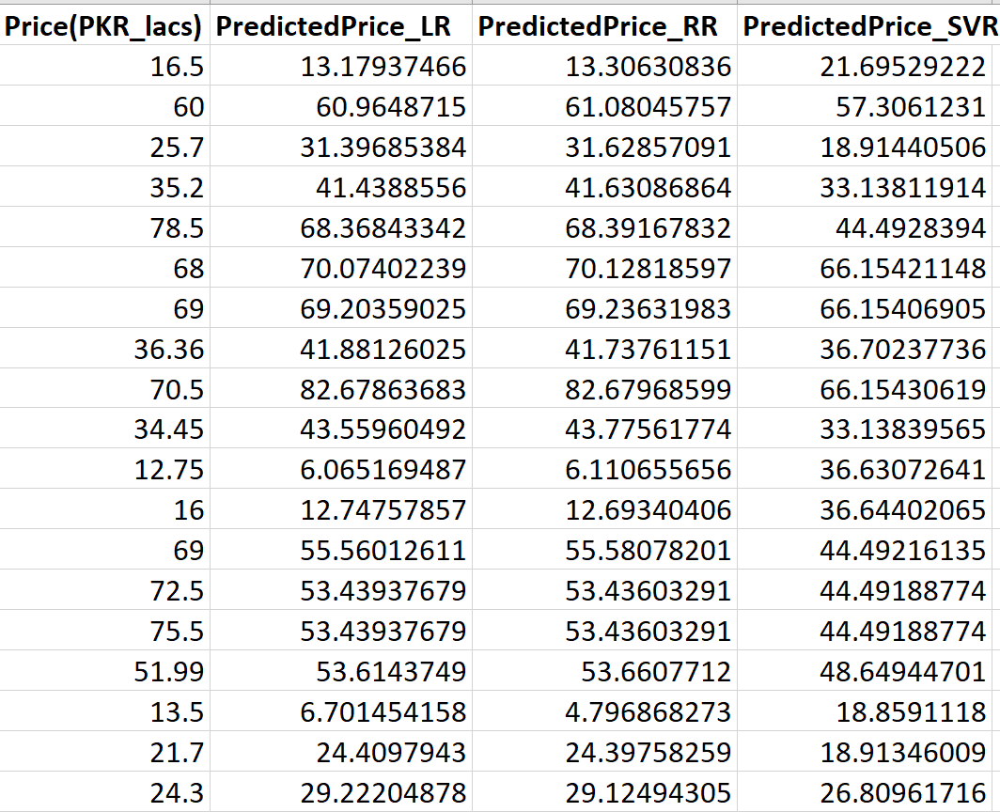 Price(PKR_lacs) PredictedPrice_LR PredictedPrice_RR PredictedPrice_SVR
16.5 13.17937466 13.30630836 21.69529222
60 60.9648715 61.08045757 57.3061231
25.7 31.39685384 31.62857091 18.91440506
35.2 41.4388556 41.63086864 33.13811914
78.5 68.36843342 68.39167832 44.4928394
68 70.07402239 70.12818597 66.15421148
69 69.20359025 69.23631983 66.15406905
36.36 41.88126025 41.73761151 36.70237736
70.5 82.67863683 82.67968599 66.15430619
34.45 43.55960492 43.77561774 33.13839565
12.75 6.065169487 6.110655656 36.63072641
16 12.74757857 12.69340406 36.64402065
69 55.56012611 55.58078201 44.49216135
72.5 53.43937679 53.43603291 44.49188774
75.5 53.43937679 53.43603291 44.49188774
51.99 53.6143749 53.6607712 48.64944701
13.5 6.701454158 4.796868273 18.8591118
21.7 24.4097943 24.39758259 18.91346009
24.3 29.22204878 29.12494305 26.80961716